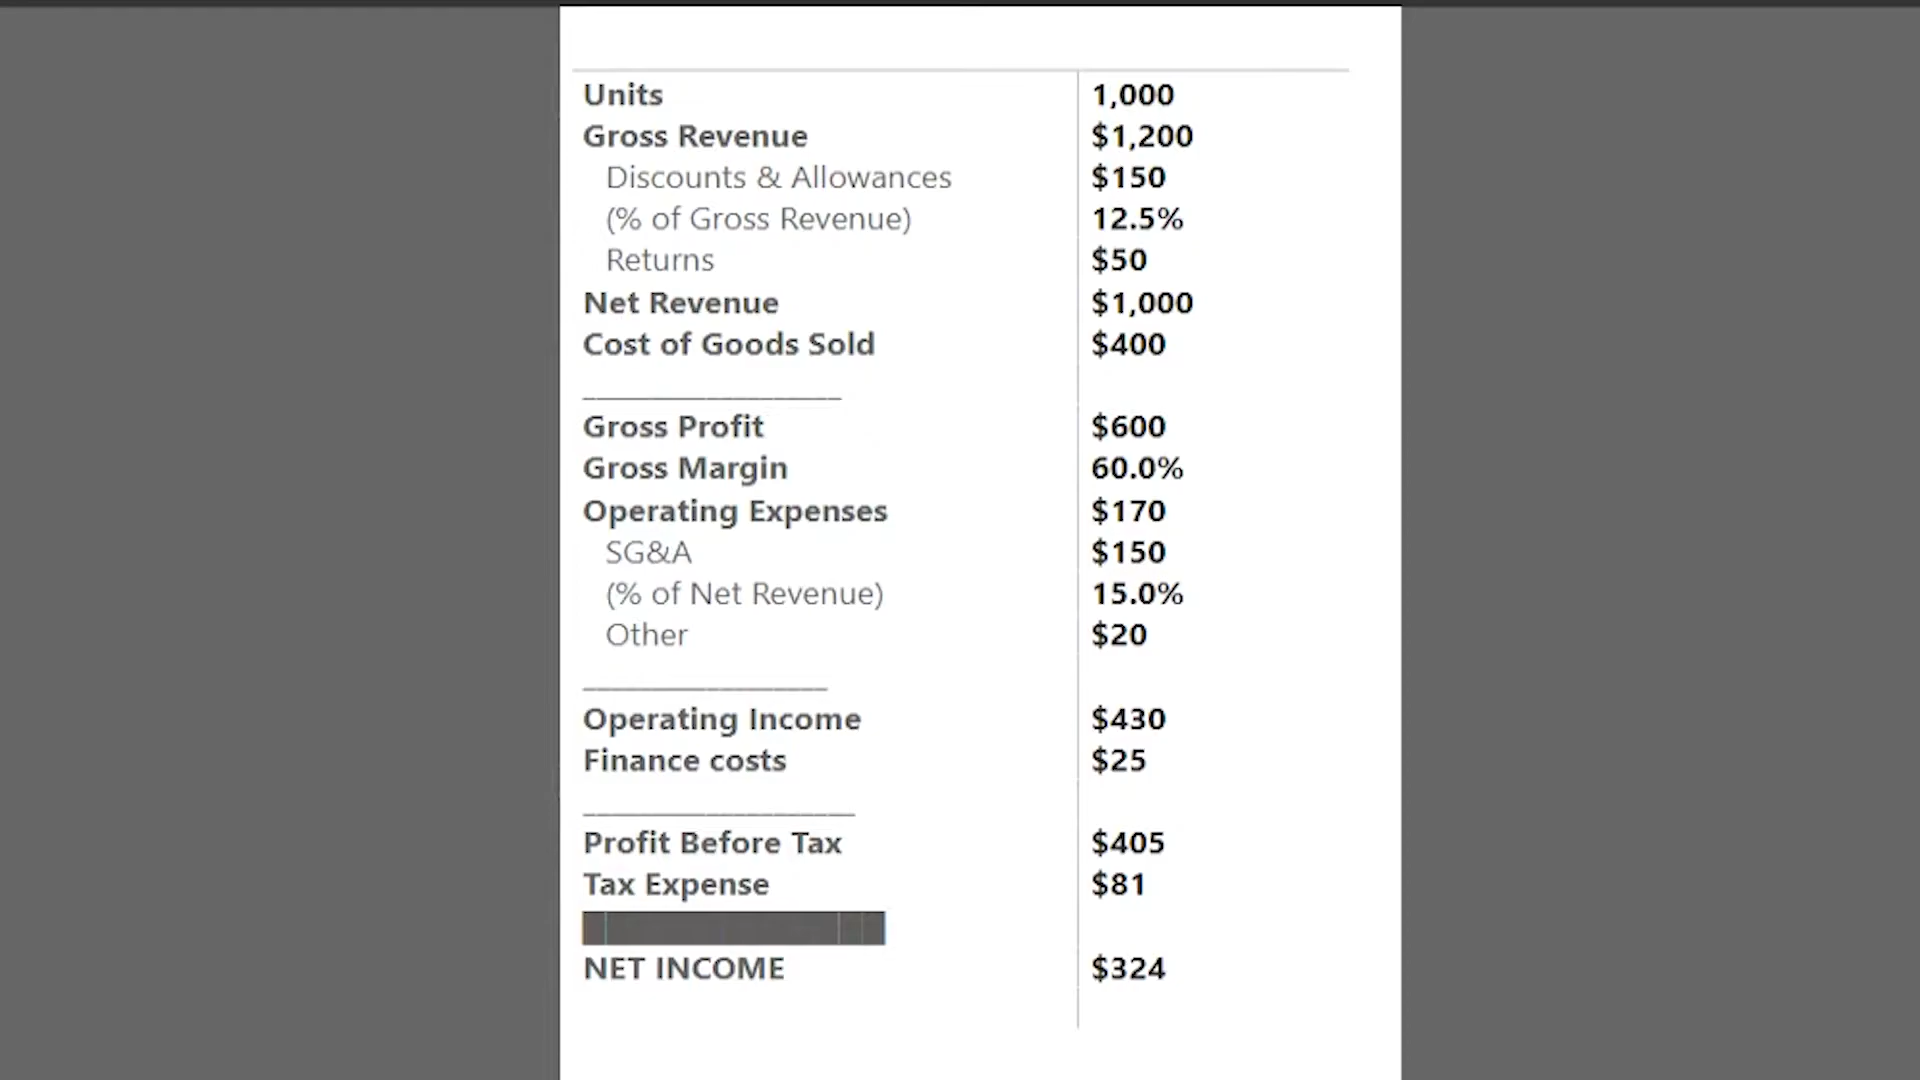 Units 1,000
Gross Revenue $1,200
Discounts & Allowances $150
(% of Gross Revenue) 12.5%
Returns $50
Net Revenue $1,000
Cost of Goods Sold $400
___________________
Gross Profit $600
Gross Margin 60.0%
Operating Expenses $170
SG&A $150
(% of Net Revenue) 15.0%
Other $20
__________________
Operating Income $430
Finance costs $25
____________________
Profit Before Tax $405
Tax Expense $81
NET INCOME $324